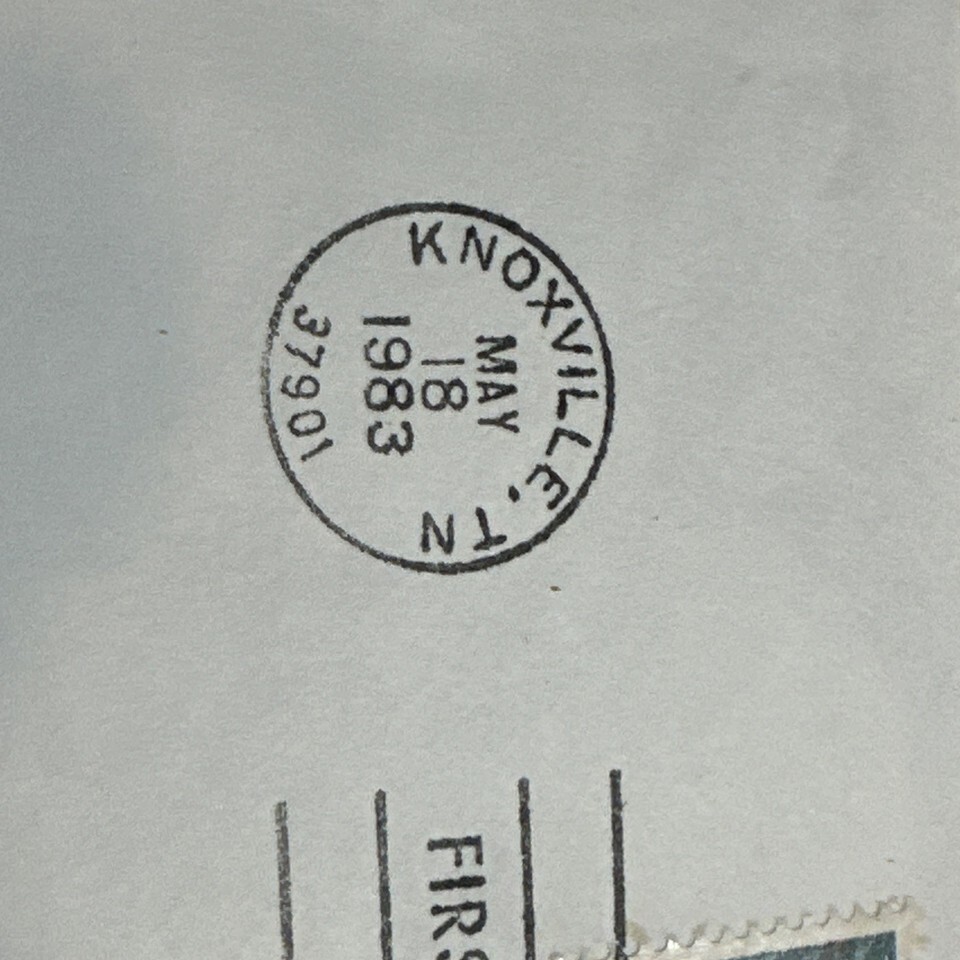 KNOXVILLE, TN
MAY
18
1983
37901
FIRS